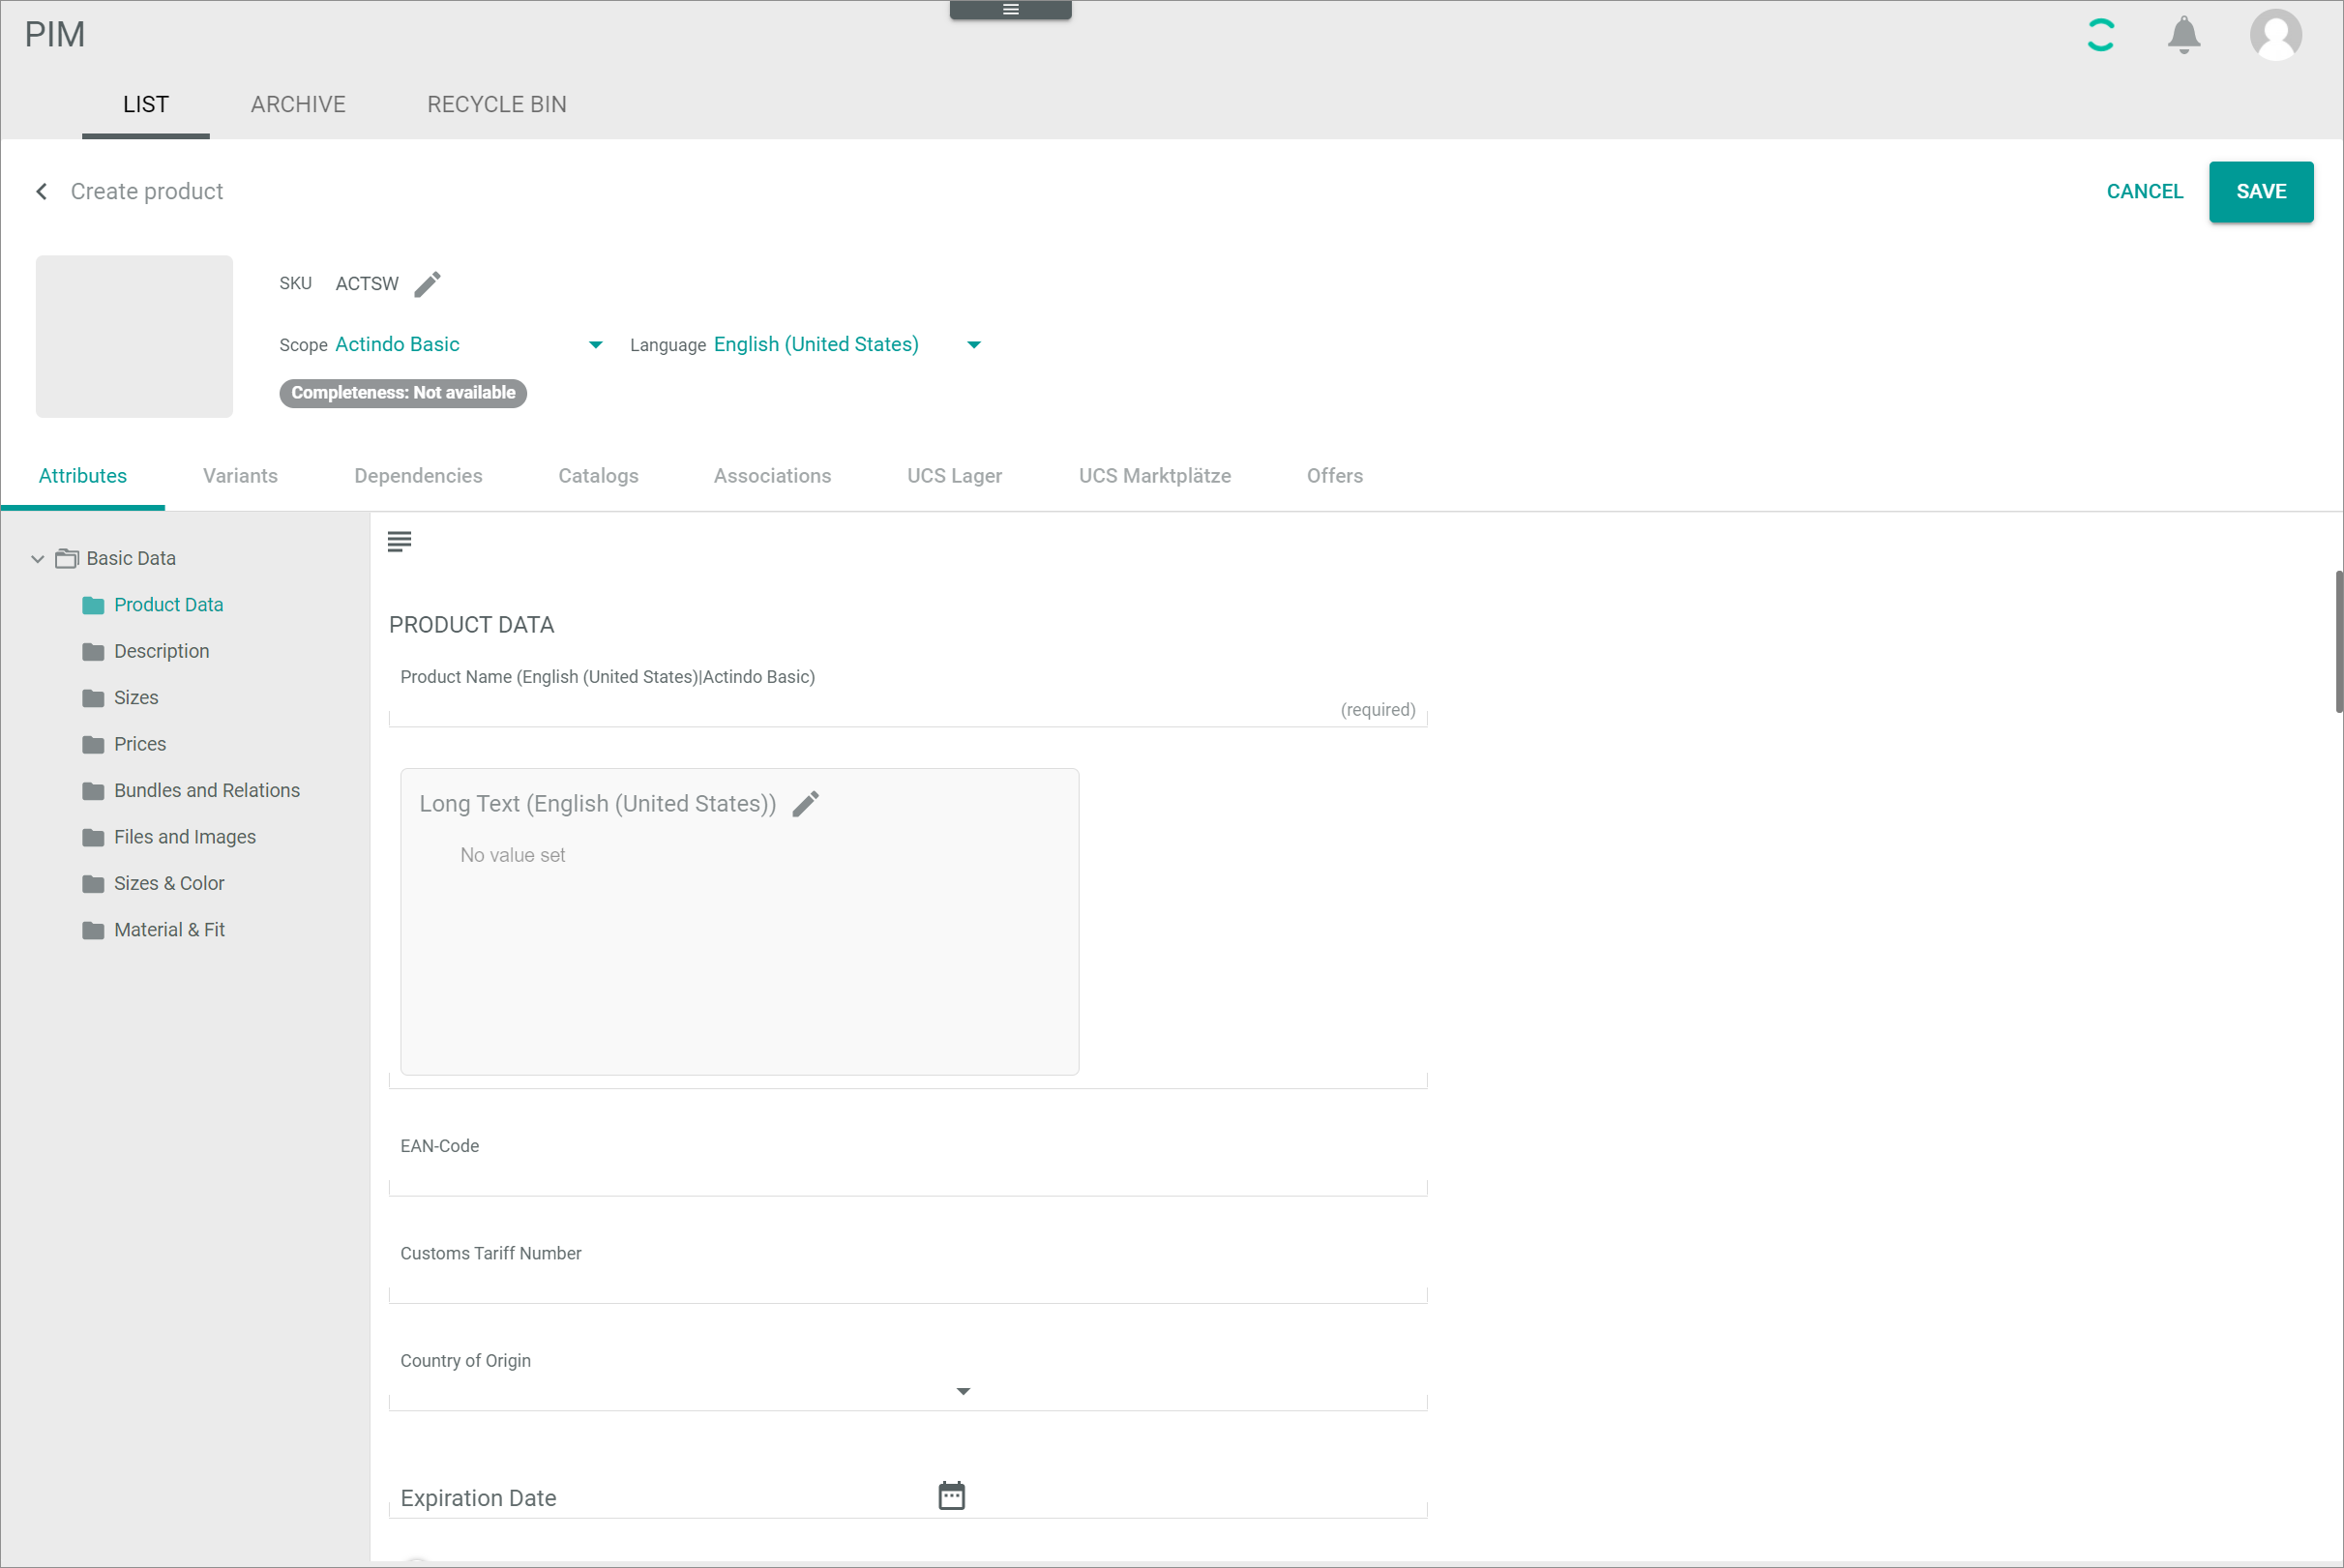 PIM
LIST ARCHIVE RECYCLE BIN
Create product
CANCEL SAVE
SKU ACTSW
Scope Actindo Basic Language English (United States)
Completeness: Not available
Attributes Variants Dependencies Catalogs Associations UCS Lager UCS Marktplätze Offers
Basic Data
Product Data
Description
Sizes
Prices
Bundles and Relations
Files and Images
Sizes & Color
Material & Fit
PRODUCT DATA
Product Name (English (United States)|Actindo Basic)
(required)
Long Text (English (United States))
No value set
EAN-Code
Customs Tariff Number
Country of Origin
Expiration Date